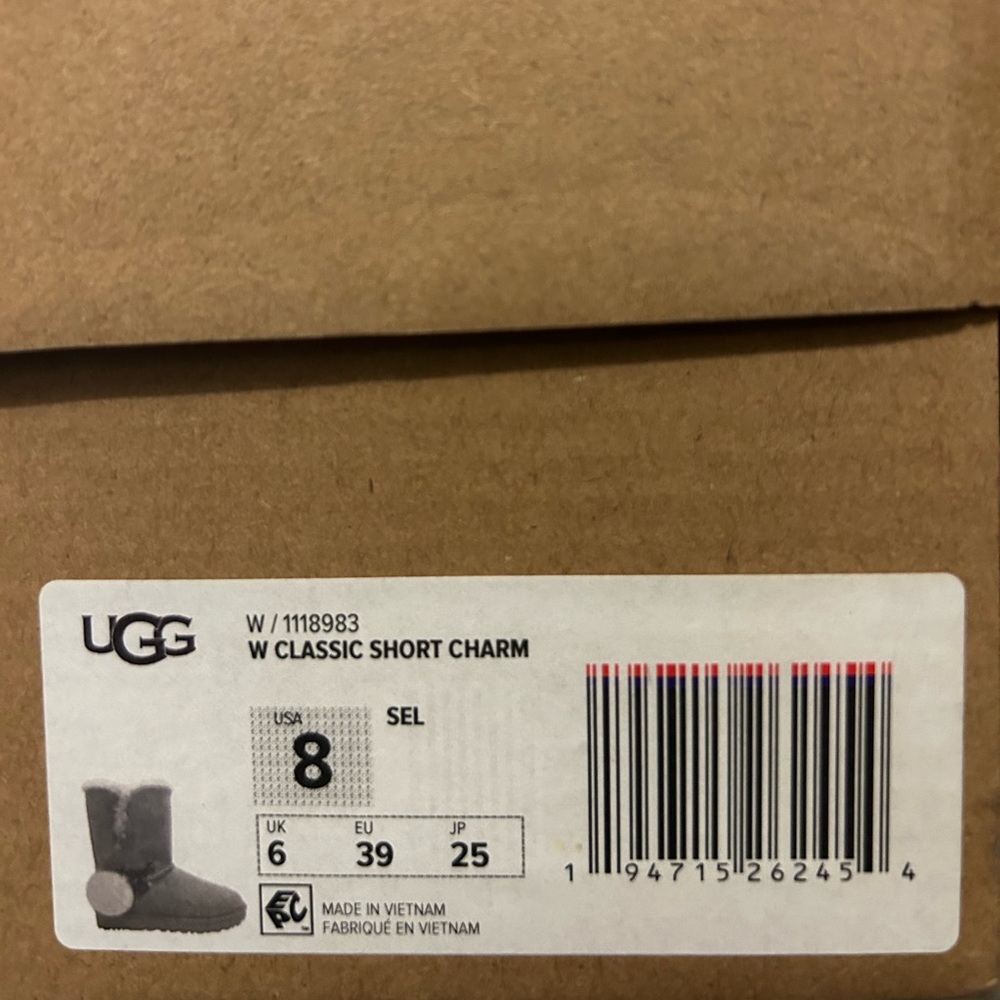 UGG
W / 1118983
W CLASSIC SHORT CHARM
USA
8
SEL
UK EU JP
6 39 25
EPC
MADE IN VIETNAM
FABRIQUÉ EN VIETNAM
1 94715 26245 4